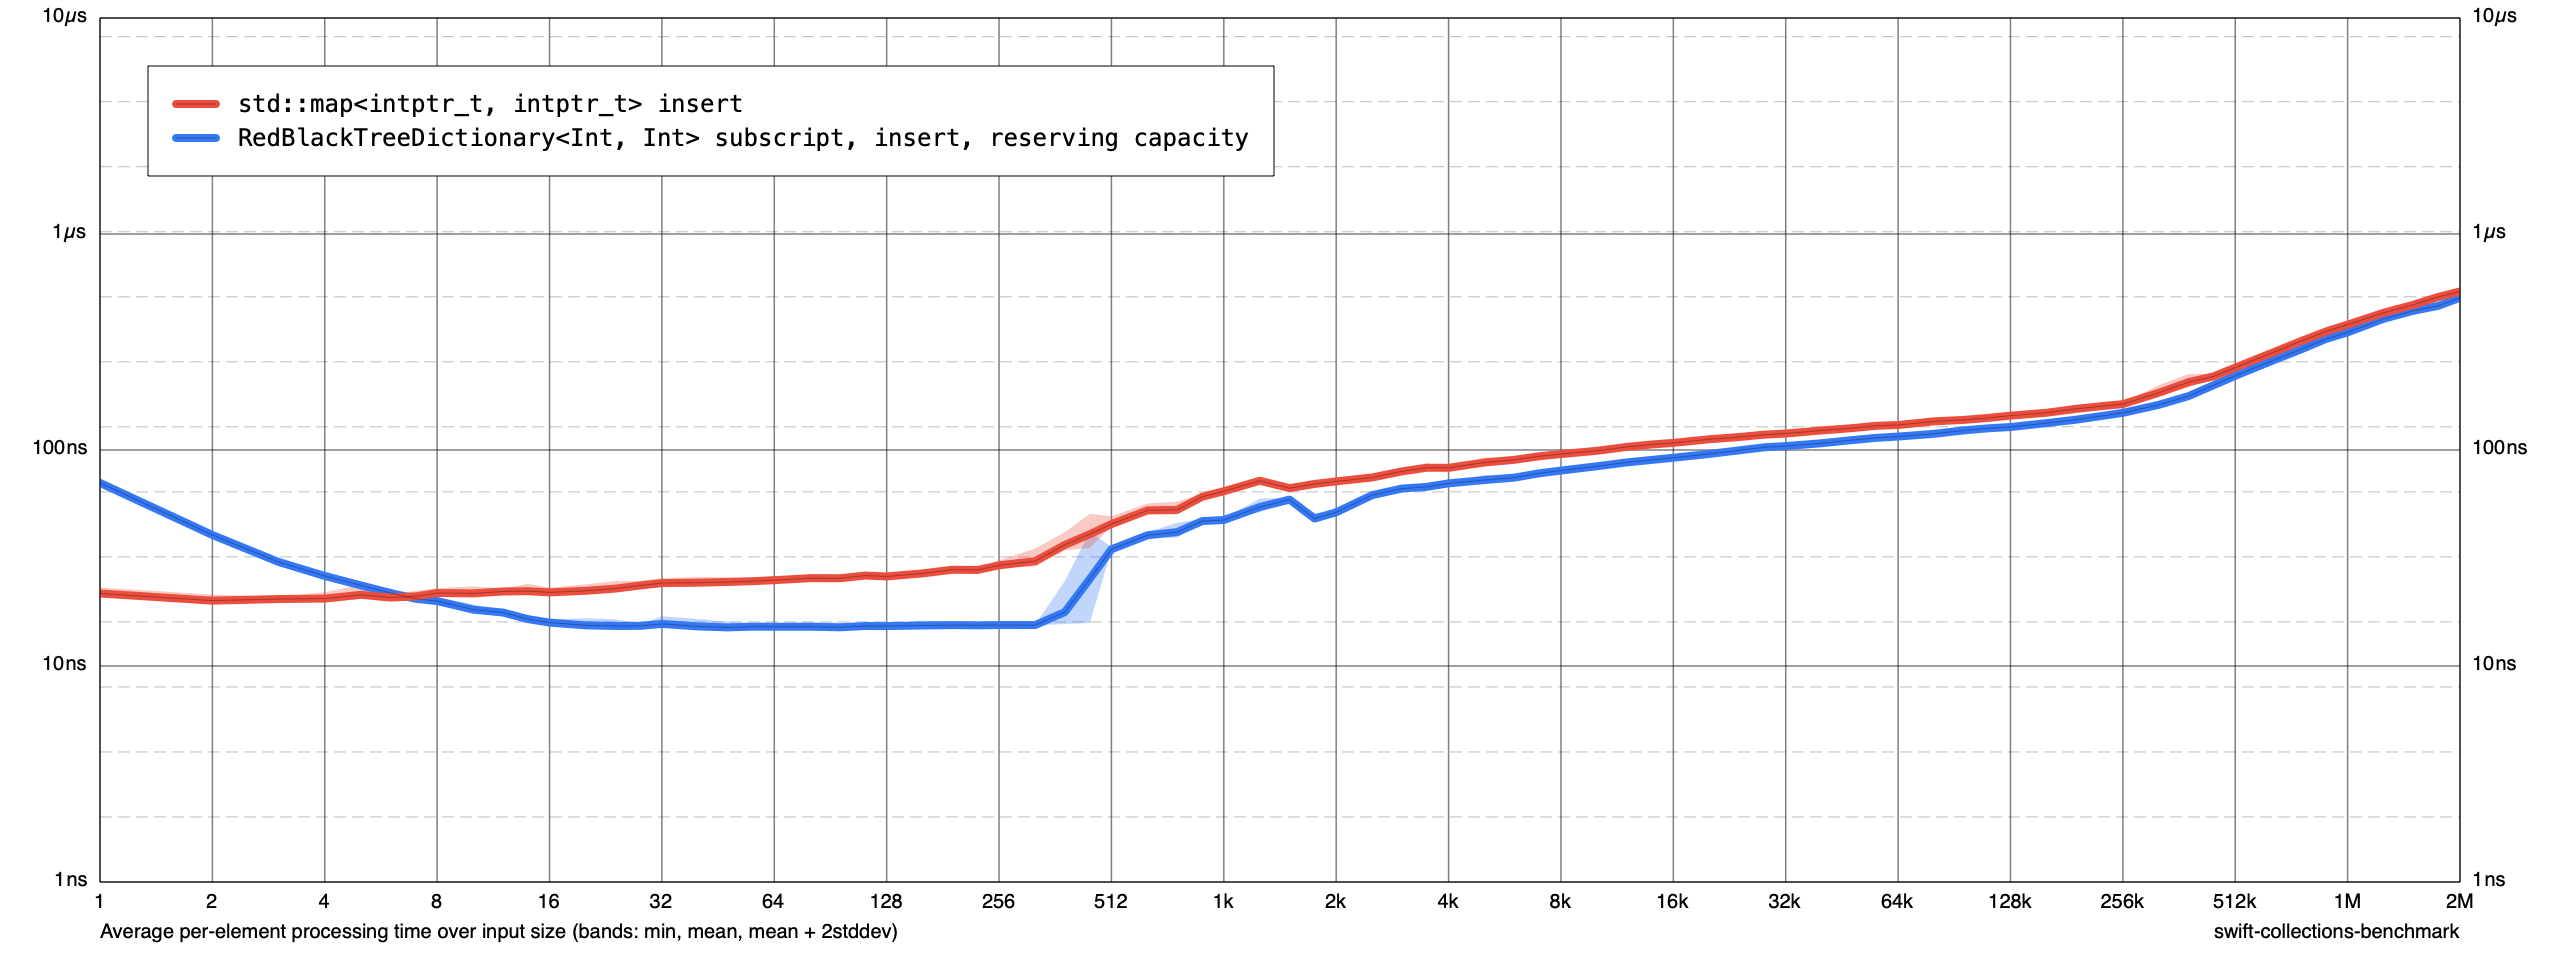 10µs 10µs
std::map<intptr_t, intptr_t> insert
RedBlackTreeDictionary<Int, Int> subscript, insert, reserving capacity
1µs 1µs
100ns 100ns
10ns 10ns
1ns 1ns
1 2 4 8 16 32 64 128 256 512 1k 2k 4k 8k 16k 32k 64k 128k 256k 512k 1M 2M
Average per-element processing time over input size (bands: min, mean, mean + 2stddev) swift-collections-benchmark